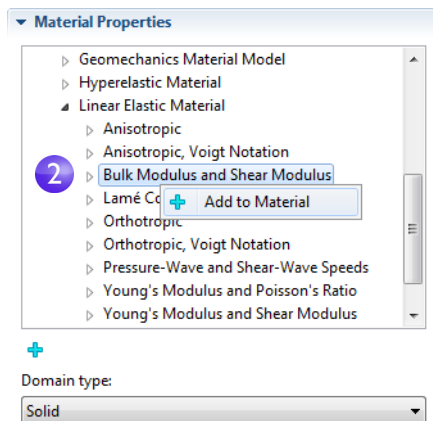 Material Properties
Geomechanics Material Model
Hyperelastic Material
Linear Elastic Material
Anisotropic
Anisotropic, Voigt Notation
2
Bulk Modulus and Shear Modulus
Lamé Co
Add to Material
Orthotropic
Orthotropic, Voigt Notation
Pressure-Wave and Shear-Wave Speeds
Young's Modulus and Poisson's Ratio
Young's Modulus and Shear Modulus
Domain type:
Solid